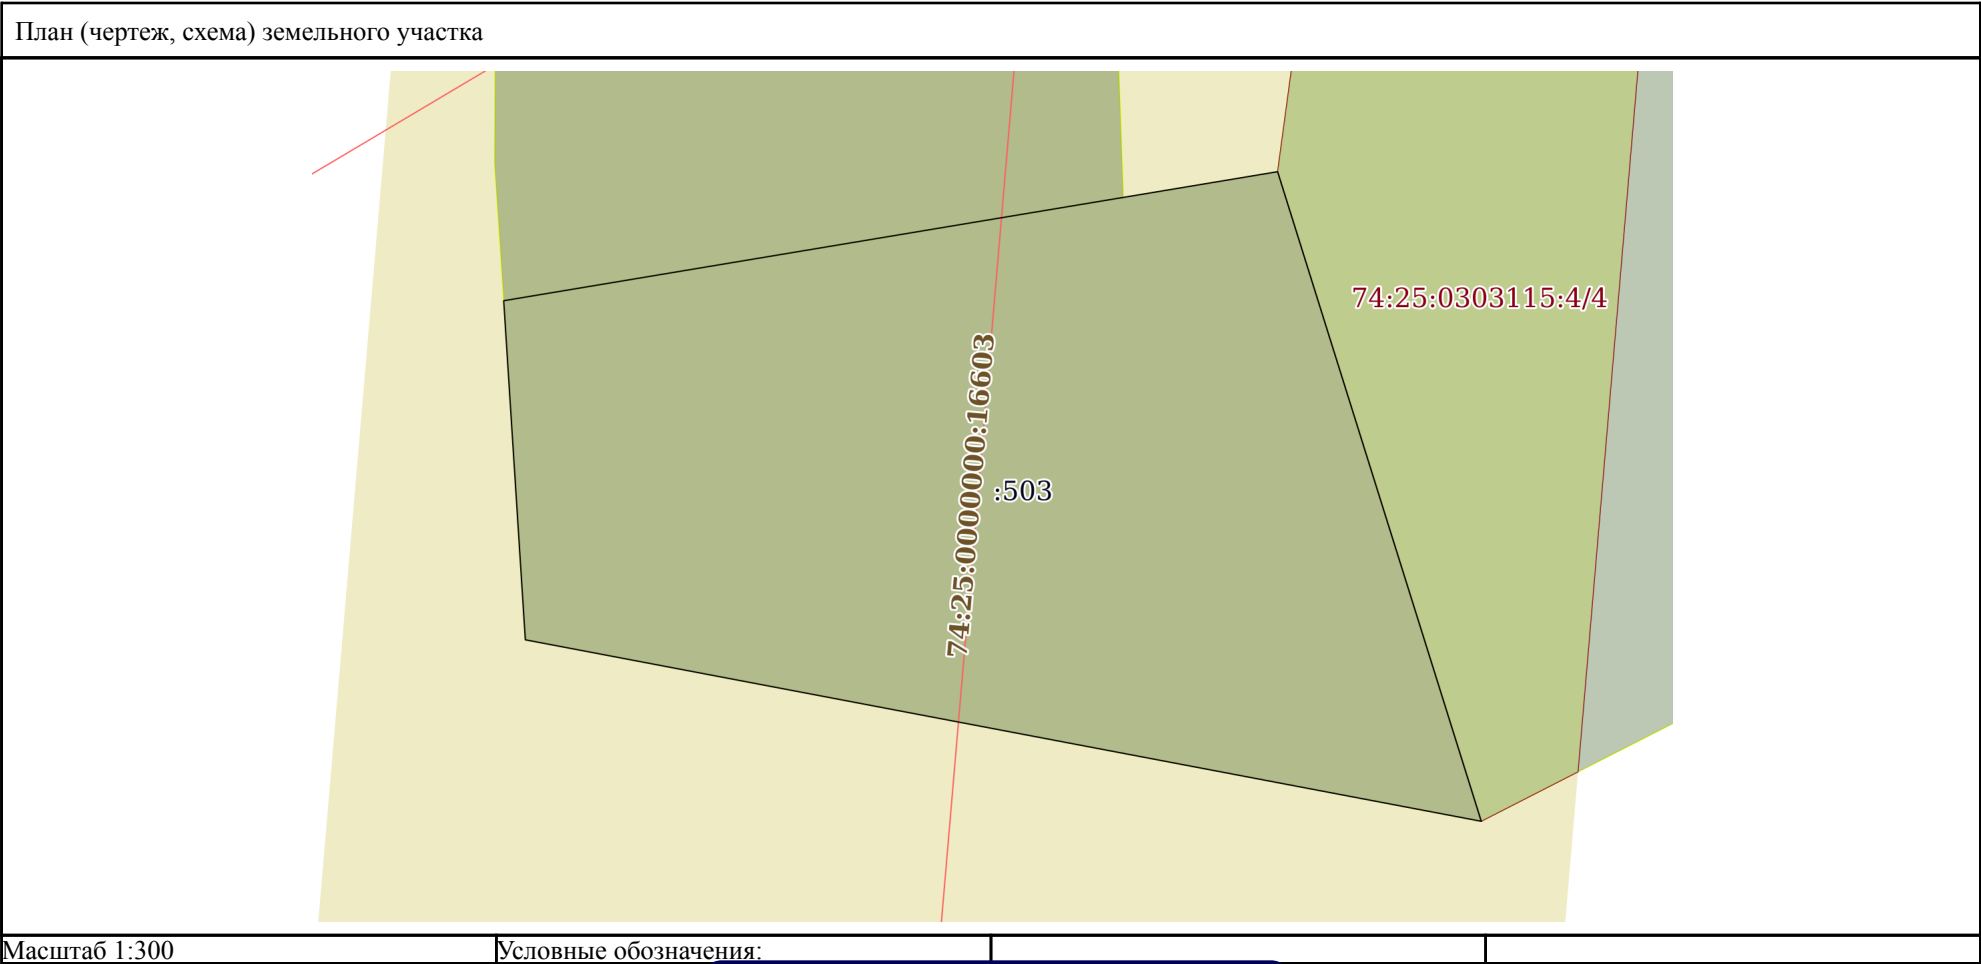 План (чертеж, схема) земельного участка
74:25:0303115:4/4
74:25:0000000:16603
:503
Масштаб 1:300
Условные обозначения: